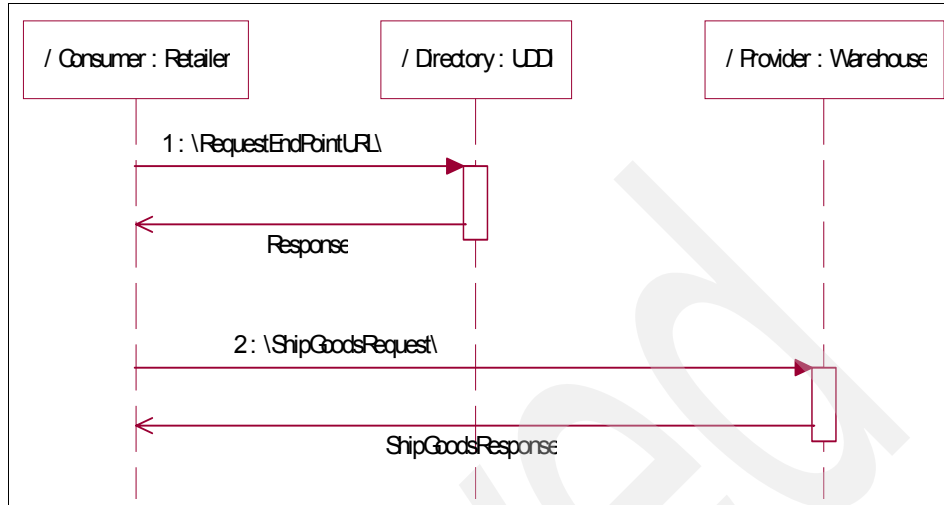 / Consumer : Retailer
/ Directory : UDDI
/ Provider : Warehouse
1 : \RequestEndPointURL\
Response
2 : \ShipGoodsRequest\
ShipGoodsResponse